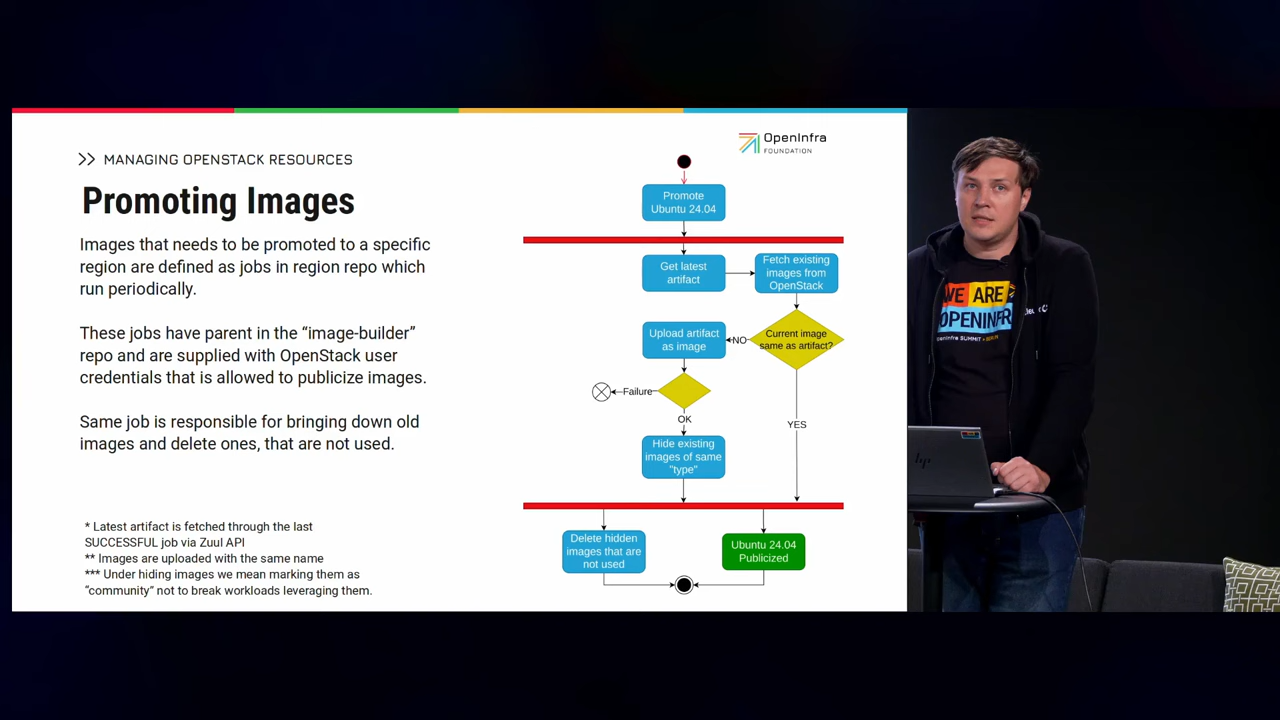 MANAGING OPENSTACK RESOURCES
OpenInfra
FOUNDATION
Promoting Images
Images that needs to be promoted to a specific
region are defined as jobs in region repo which
run periodically.
These jobs have parent in the “image-builder”
repo and are supplied with OpenStack user
credentials that is allowed to publicize images.
Same job is responsible for bringing down old
images and delete ones, that are not used.
* Latest artifact is fetched through the last
SUCCESSFUL job via Zuul API
** Images are uploaded with the same name
*** Under hiding images we mean marking them as
“community” not to break workloads leveraging them.
Promote
Ubuntu 24.04
Get latest
artifact
Fetch existing
images from
OpenStack
Upload artifact
as image
NO
Current image
same as artifact?
Failure
OK
YES
Hide existing
images of same
"type"
Delete hidden
images that are
not used
Ubuntu 24.04
Publicized
WE ARE
OPENINFR
OpenInfra SUMMIT
hp